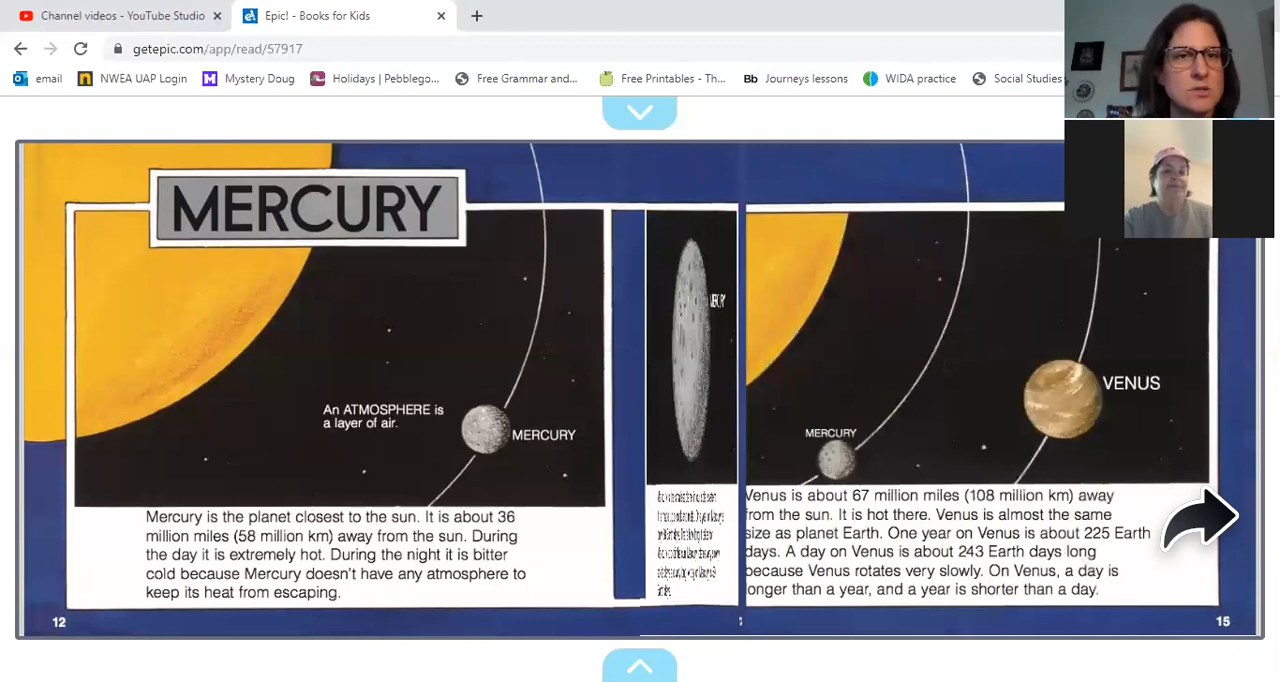 Channel videos - YouTube Studio
Epic! - Books for Kids
getepic.com/app/read/57917
email
NWEA UAP Login
Mystery Doug
Holidays | Pebblego...
Free Grammar and...
Free Printables - Th...
Bb Journeys lessons
WIDA practice
Social Studies
MERCURY
An ATMOSPHERE is
a layer of air.
MERCURY
Mercury is the planet closest to the sun. It is about 36
million miles (58 million km) away from the sun. During
the day it is extremely hot. During the night it is bitter
cold because Mercury doesn't have any atmosphere to
keep its heat from escaping.
12
MERCURY
MERCURY
VENUS
Venus is about 67 million miles (108 million km) away
from the sun. It is hot there. Venus is almost the same
size as planet Earth. One year on Venus is about 225 Earth
days. A day on Venus is about 243 Earth days long
because Venus rotates very slowly. On Venus, a day is
longer than a year, and a year is shorter than a day.
15